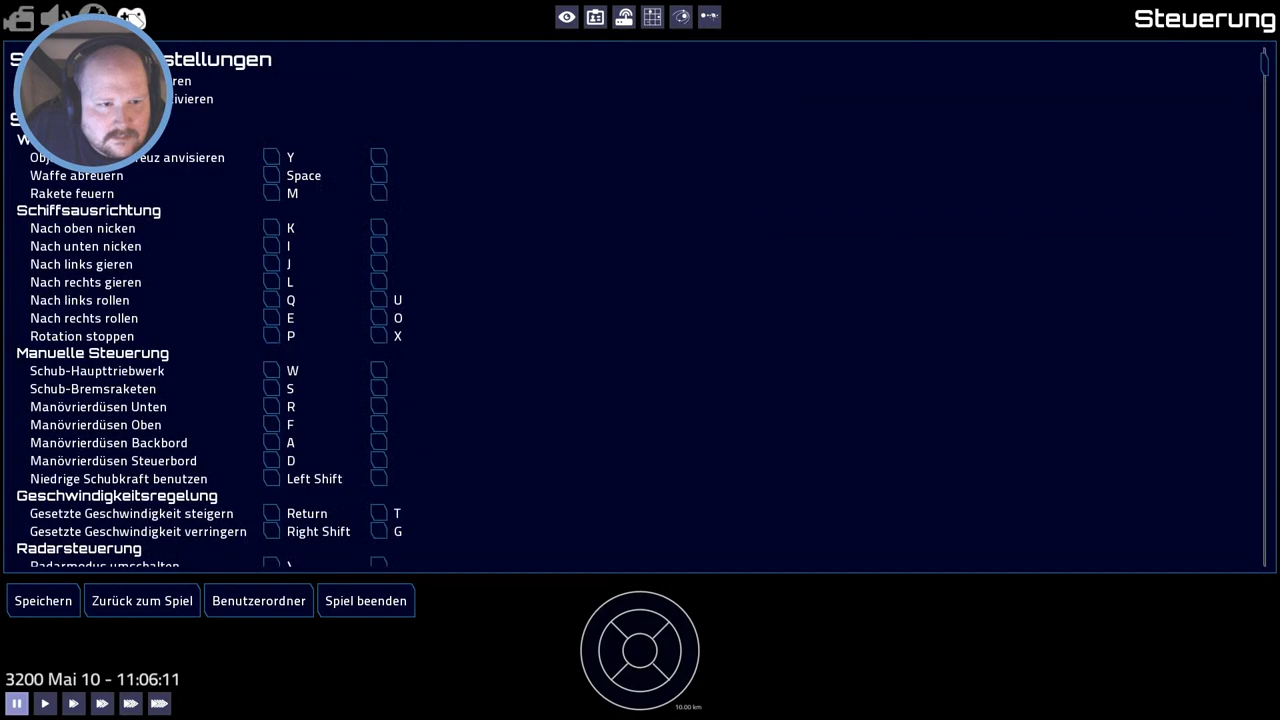 Steuerung
stellungen
ren
ivieren
Y
reuz anvisieren
Waffe abfeuern Space
Rakete feuern M
Schiffsausrichtung
Nach oben nicken K
Nach unten nicken I
Nach links gieren J
Nach rechts gieren L
Nach links rollen Q U
Nach rechts rollen E O
Rotation stoppen P X
Manuelle Steuerung
Schub-Haupttriebwerk W
Schub-Bremsraketen S
Manövrierdüsen Unten R
Manövrierdüsen Oben F
Manövrierdüsen Backbord A
Manövrierdüsen Steuerbord D
Niedrige Schubkraft benutzen Left Shift
Geschwindigkeitsregelung
Gesetzte Geschwindigkeit steigern Return T
Gesetzte Geschwindigkeit verringern Right Shift G
Radarsteuerung
Radarmodus umschalten \
Speichern Zurück zum Spiel Benutzerordner Spiel beenden
3200 Mai 10 - 11:06:11
10.00 km